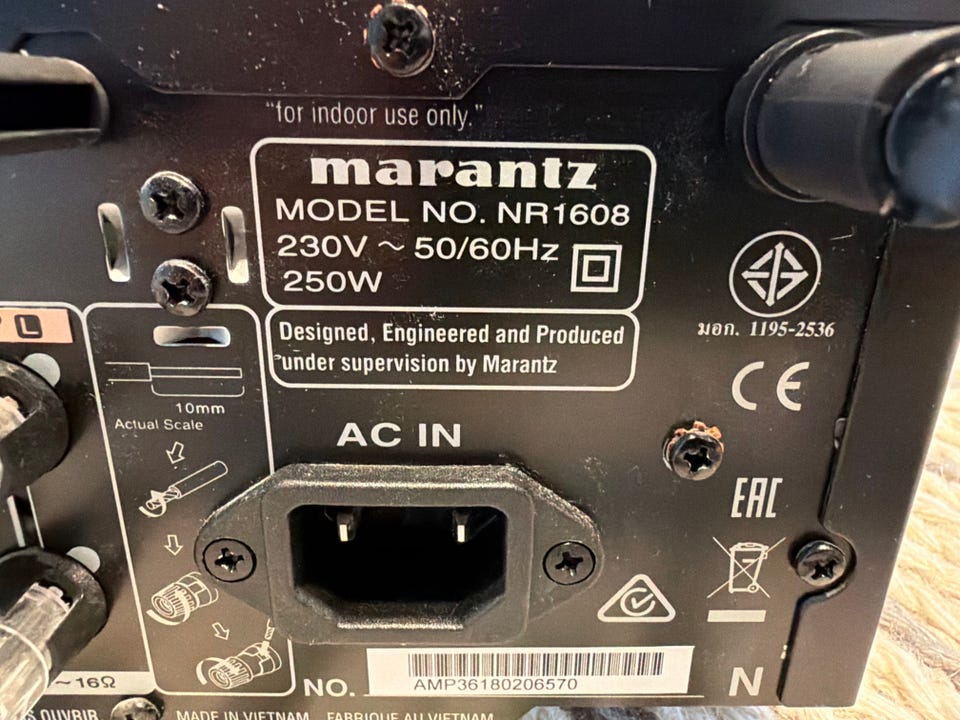 "for indoor use only."
marantz
MODEL NO. NR1608
230V ~ 50/60Hz
250W
Designed, Engineered and Produced
under supervision by Marantz
มอก. 1195-2536
CE
L
10mm
Actual Scale
AC IN
EAC
~ 16Ω
NO.
AMP36180206570
N
MADE IN VIETNAM FABRIQUE AU VIETNAM